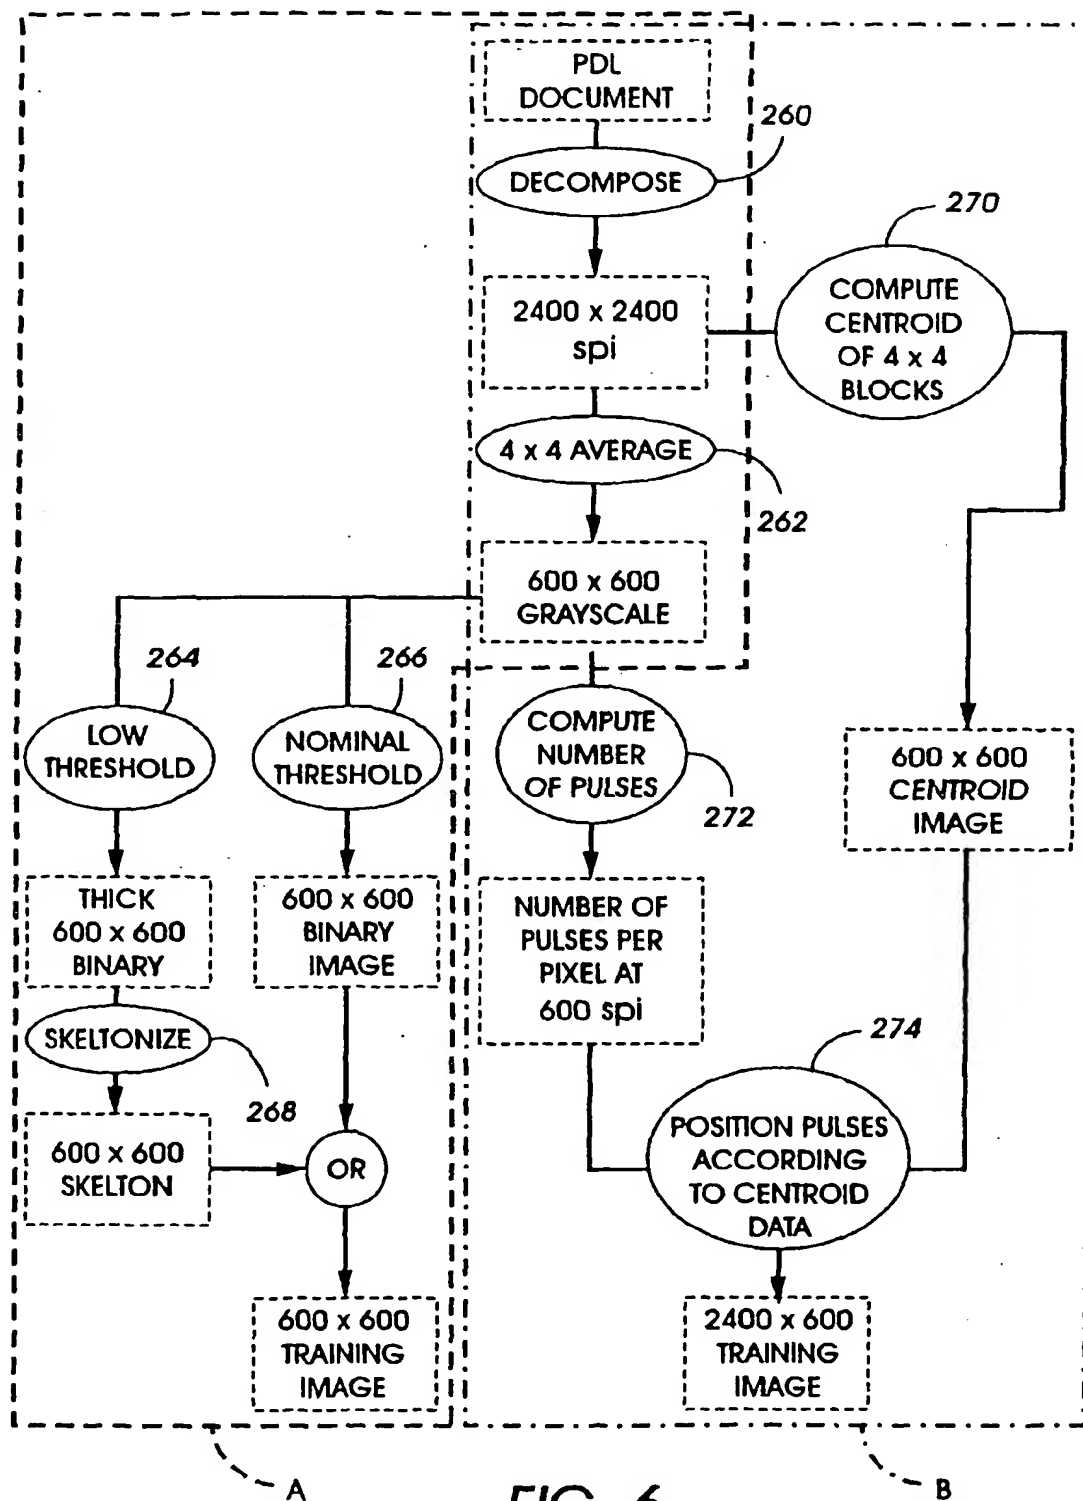 PDL
DOCUMENT
260
DECOMPOSE
270
2400 x 2400
spi
COMPUTE
CENTROID
OF 4 x 4
BLOCKS
4 x 4 AVERAGE
262
600 x 600
GRAYSCALE
264
266
LOW
THRESHOLD
NOMINAL
THRESHOLD
COMPUTE
NUMBER
OF PULSES
272
600 x 600
CENTROID
IMAGE
THICK
600 x 600
BINARY
600 x 600
BINARY
IMAGE
NUMBER OF
PULSES PER
PIXEL AT
600 spi
SKELTONIZE
268
274
600 x 600
SKELTON
OR
POSITION PULSES
ACCORDING
TO CENTROID
DATA
600 x 600
TRAINING
IMAGE
2400 x 600
TRAINING
IMAGE
A
B
FIG. 6